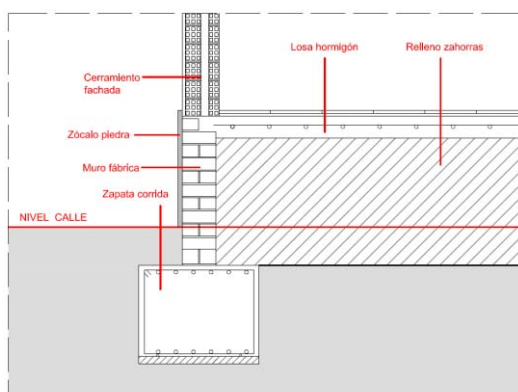 Losa hormigón
Relleno zahorras
Cerramiento
fachada
Zócalo piedra
Muro fábrica
Zapata corrida
NIVEL CALLE